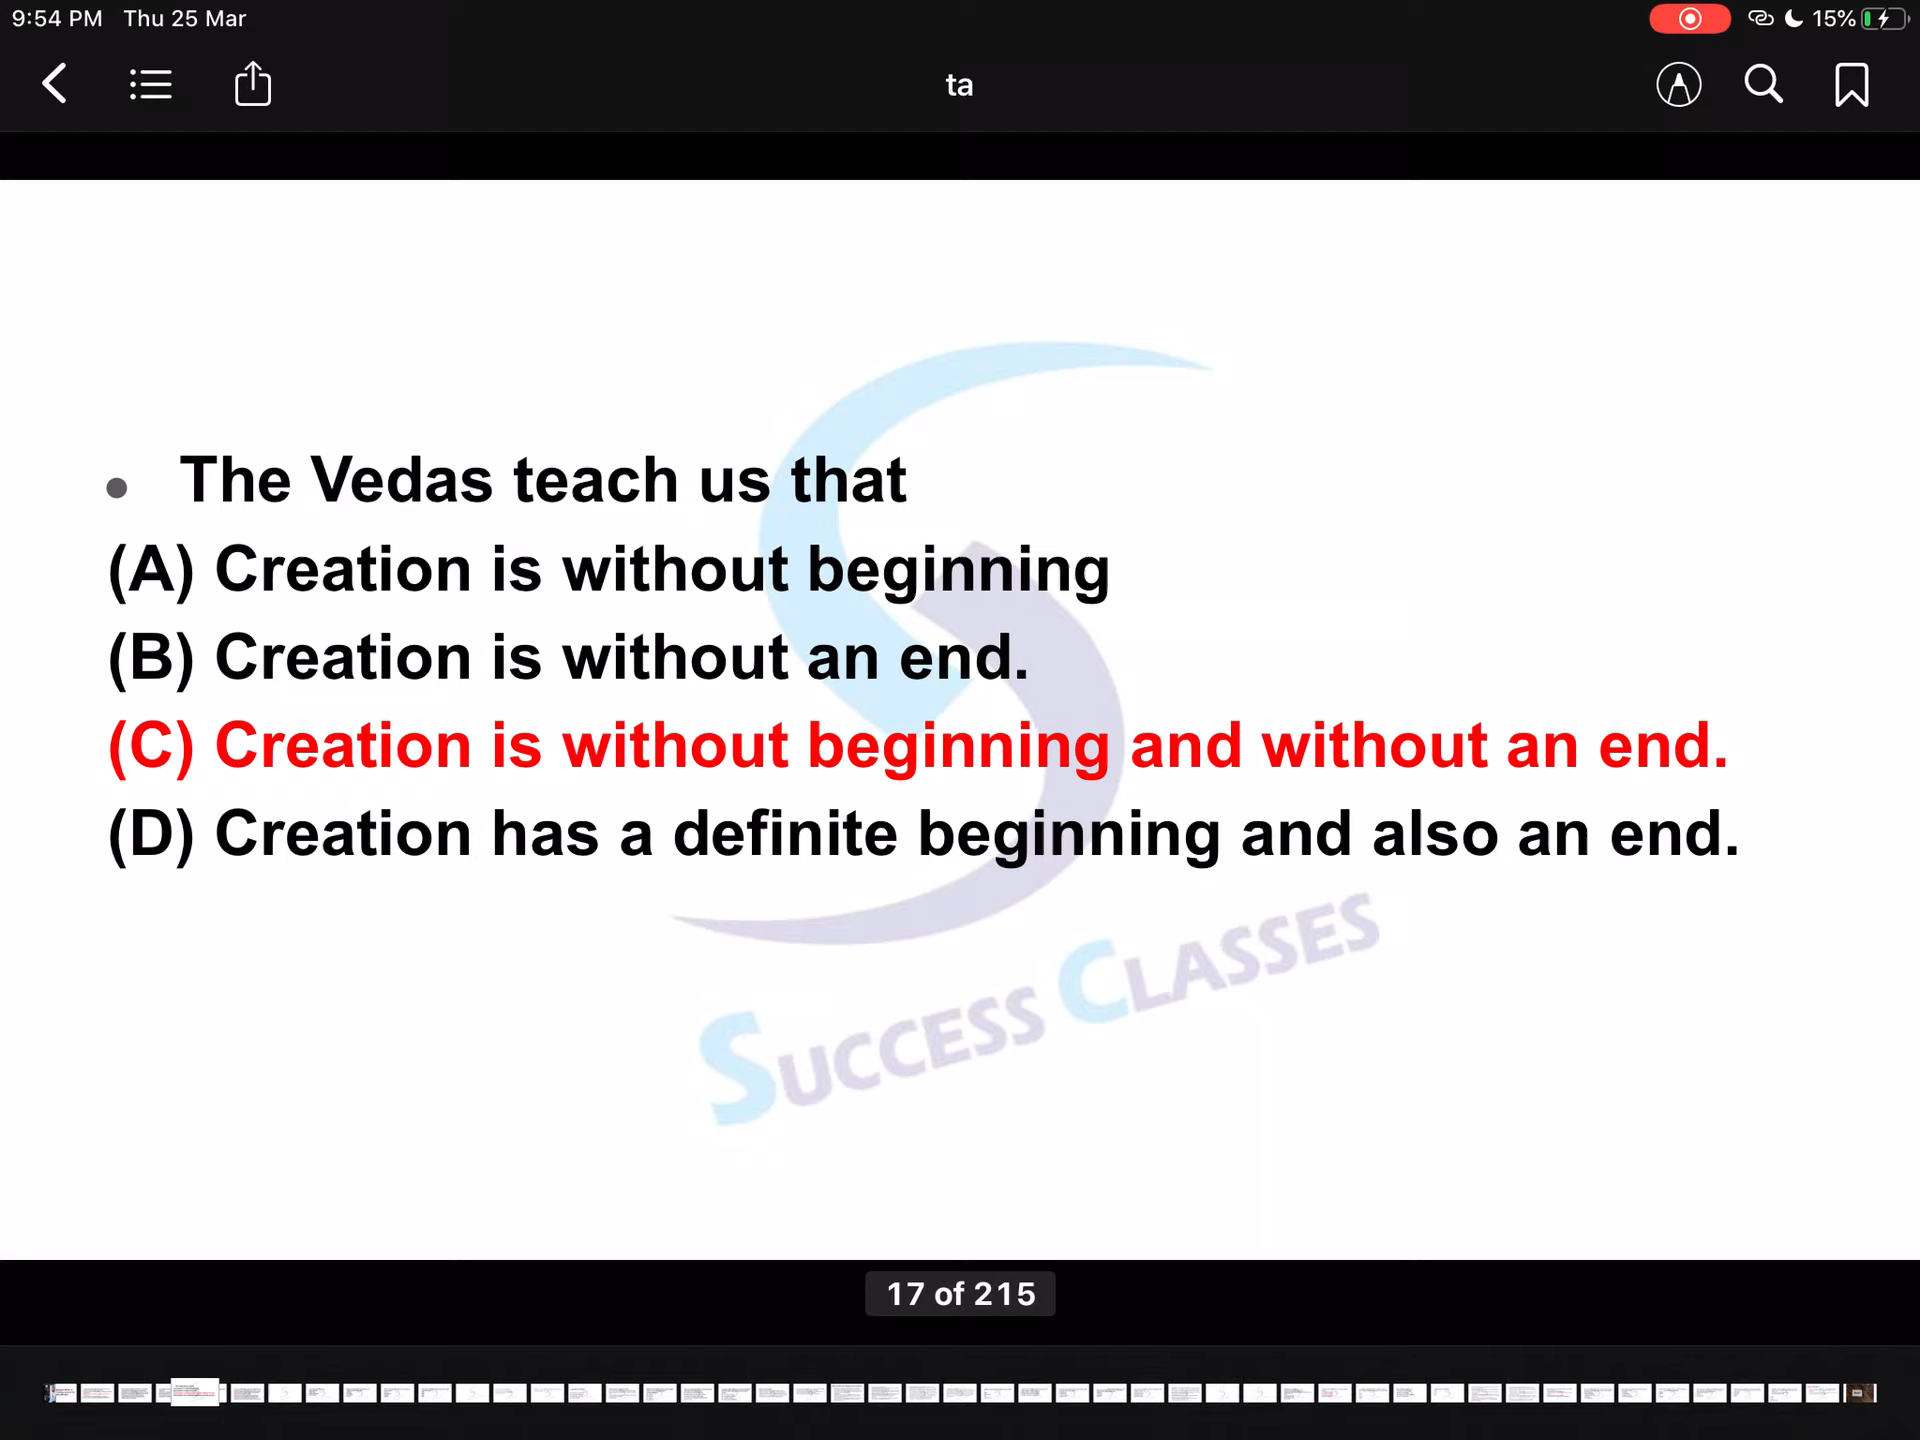 9:54 PM Thu 25 Mar
15%
ta
The Vedas teach us that
(A) Creation is without beginning
(B) Creation is without an end.
(C) Creation is without beginning and without an end.
(D) Creation has a definite beginning and also an end.
SUCCESS CLASSES
17 of 215